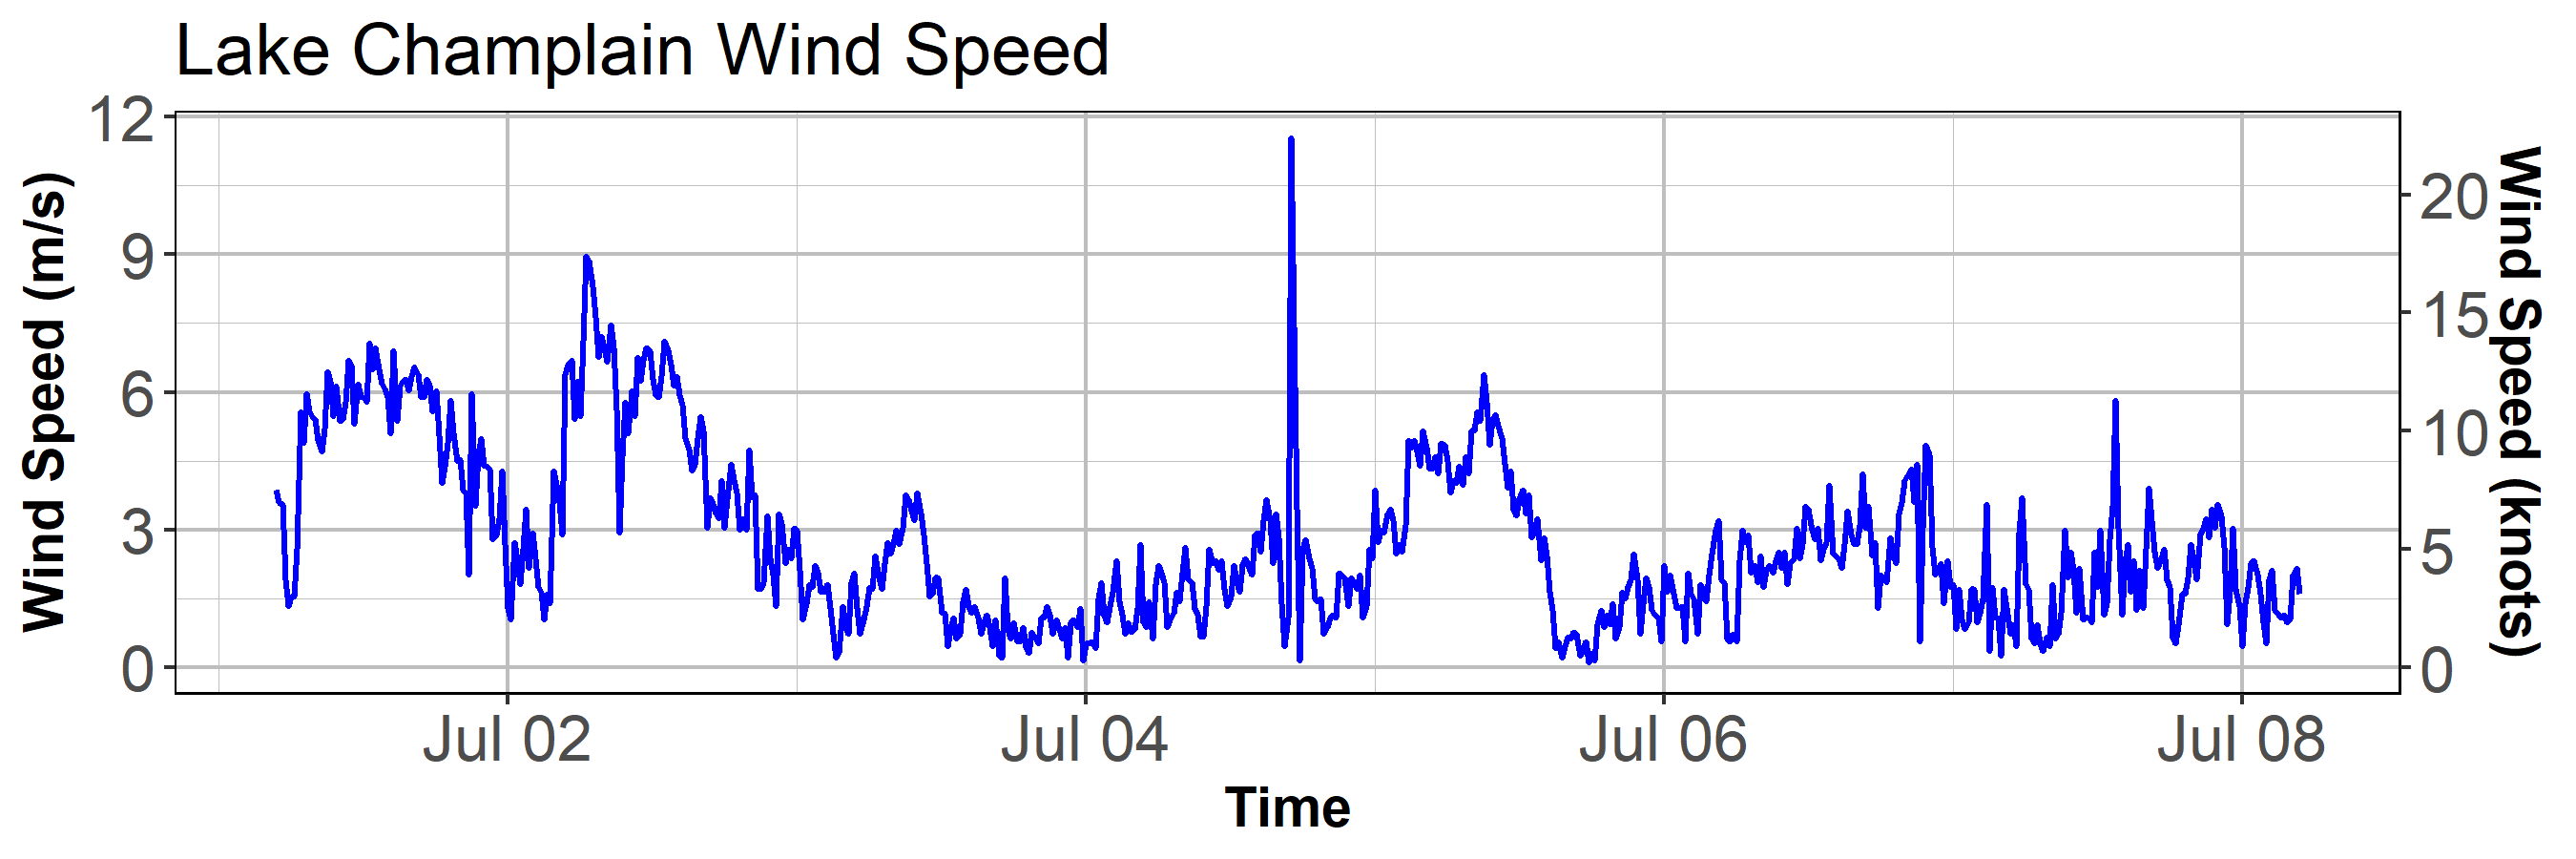 Lake Champlain Wind Speed
Wind Speed (m/s)
12
9
6
3
0
20
15
10
5
0
Wind Speed (knots)
Jul 02
Jul 04
Jul 06
Jul 08
Time